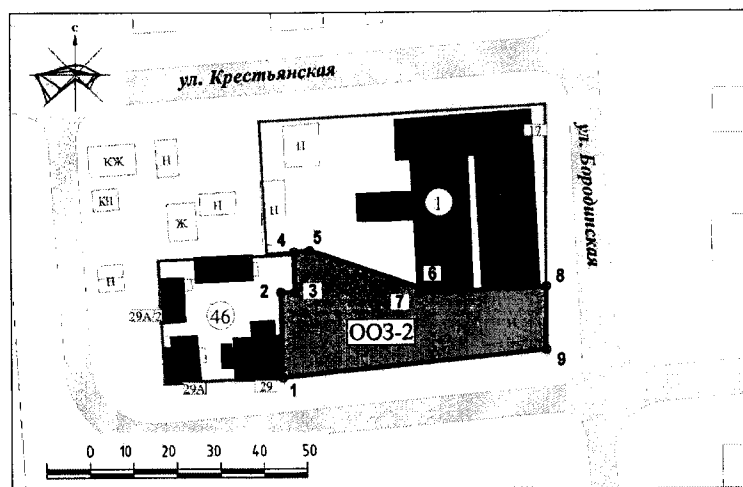 с
ул. Крестьянская
ул. Бородинская
17
Н
КЖ
Н
КН
Ж
Н
Н
Н
1
4
5
2
3
6
7
8
9
1
46
ООЗ-2
Н
29А/2
29А
29
0 10 20 30 40 50